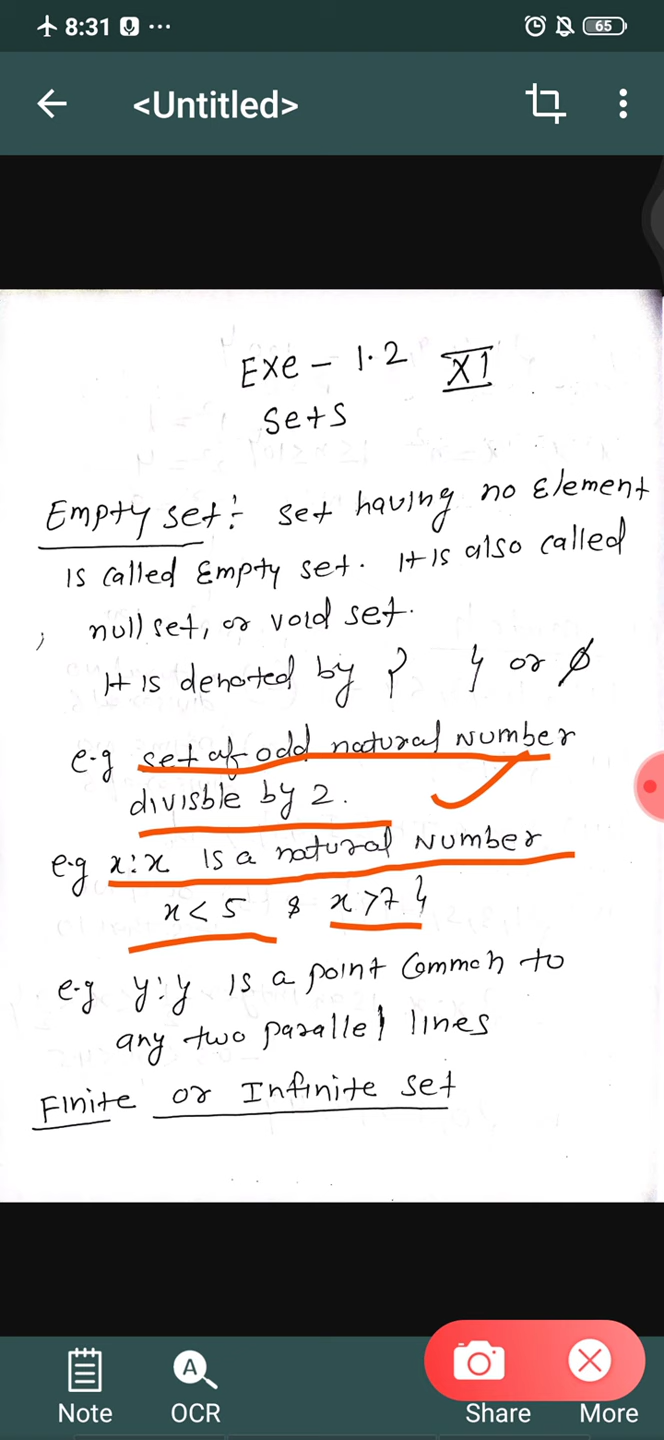 8:31 ... 65
<Untitled>
Exe - 1.2 XI
Sets
Empty set :- set having no Element
is called Empty set. It is also called
, null set, or void set.
It is denoted by { } or ϕ
e.g set of odd natural Number
divisble by 2.
e.g x:x is a natural Number
x < 5 & x > 7 }
e.g y:y is a point Common to
any two parallel lines
Finite or Infinite set
A
Note OCR Share More